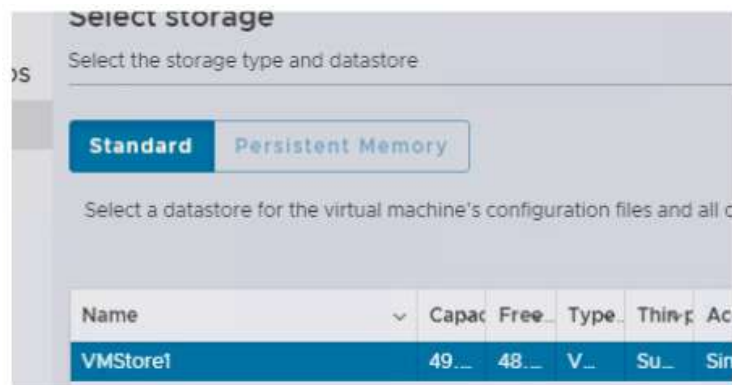 Select storage
Select the storage type and datastore
Standard Persistent Memory
Select a datastore for the virtual machine's configuration files and all
Name Capac Free.. Type. Thin-p Ac
VMStore1 49... 48... V... Su... Sin